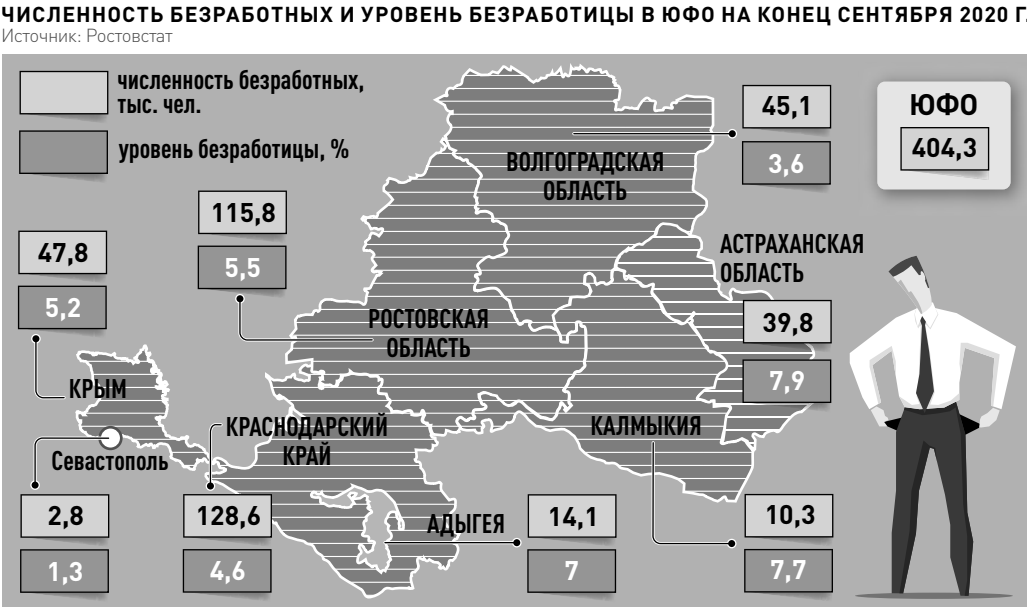 ЧИСЛЕННОСТЬ БЕЗРАБОТНЫХ И УРОВЕНЬ БЕЗРАБОТИЦЫ В ЮФО НА КОНЕЦ СЕНТЯБРЯ 2020 Г.
Источник: Ростовстат
численность безработных,
тыс. чел.
уровень безработицы, %
ЮФО
404,3
45,1
3,6
ВОЛГОГРАДСКАЯ
ОБЛАСТЬ
115,8
5,5
47,8
5,2
АСТРАХАНСКАЯ
ОБЛАСТЬ
39,8
7,9
РОСТОВСКАЯ
ОБЛАСТЬ
КРЫМ
КРАСНОДАРСКИЙ
КРАЙ
КАЛМЫКИЯ
Севастополь
2,8
1,3
128,6
4,6
АДЫГЕЯ
14,1
7
10,3
7,7